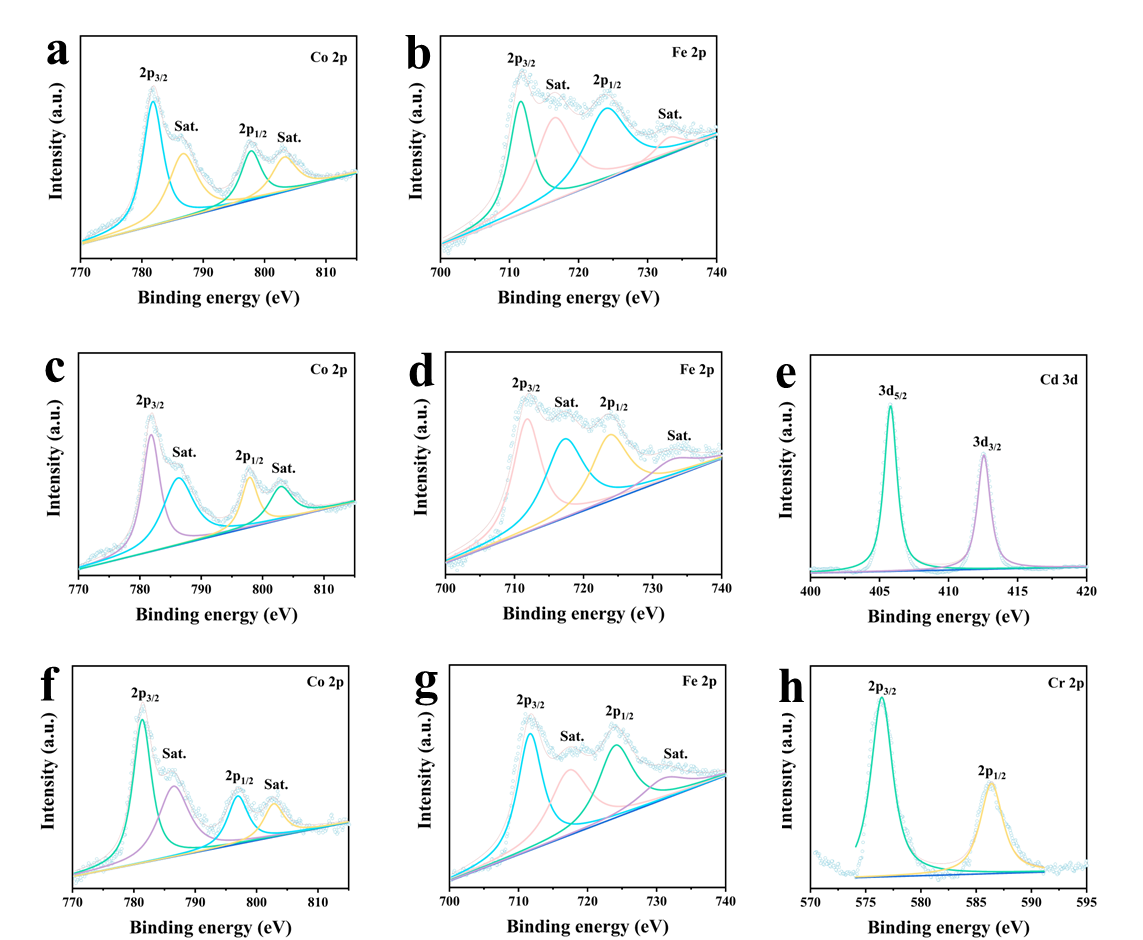 a
Co 2p
2p3/2
Sat.
2p1/2
Sat.
Intensity (a.u.)
770 780 790 800 810
Binding energy (eV)
b
Fe 2p
2p3/2
Sat.
2p1/2
Sat.
Intensity (a.u.)
700 710 720 730 740
Binding energy (eV)
c
Co 2p
2p3/2
Sat.
2p1/2
Sat.
Intensity (a.u.)
770 780 790 800 810
Binding energy (eV)
d
Fe 2p
2p3/2
Sat.
2p1/2
Sat.
Intensity (a.u.)
700 710 720 730 740
Binding energy (eV)
e
Cd 3d
3d5/2
3d3/2
Intensity (a.u.)
400 405 410 415 420
Binding energy (eV)
f
Co 2p
2p3/2
Sat.
2p1/2
Sat.
Intensity (a.u.)
770 780 790 800 810
Binding energy (eV)
g
Fe 2p
2p3/2
Sat.
2p1/2
Sat.
Intensity (a.u.)
700 710 720 730 740
Binding energy (eV)
h
Cr 2p
2p3/2
2p1/2
Intensity (a.u.)
570 575 580 585 590 595
Binding energy (eV)